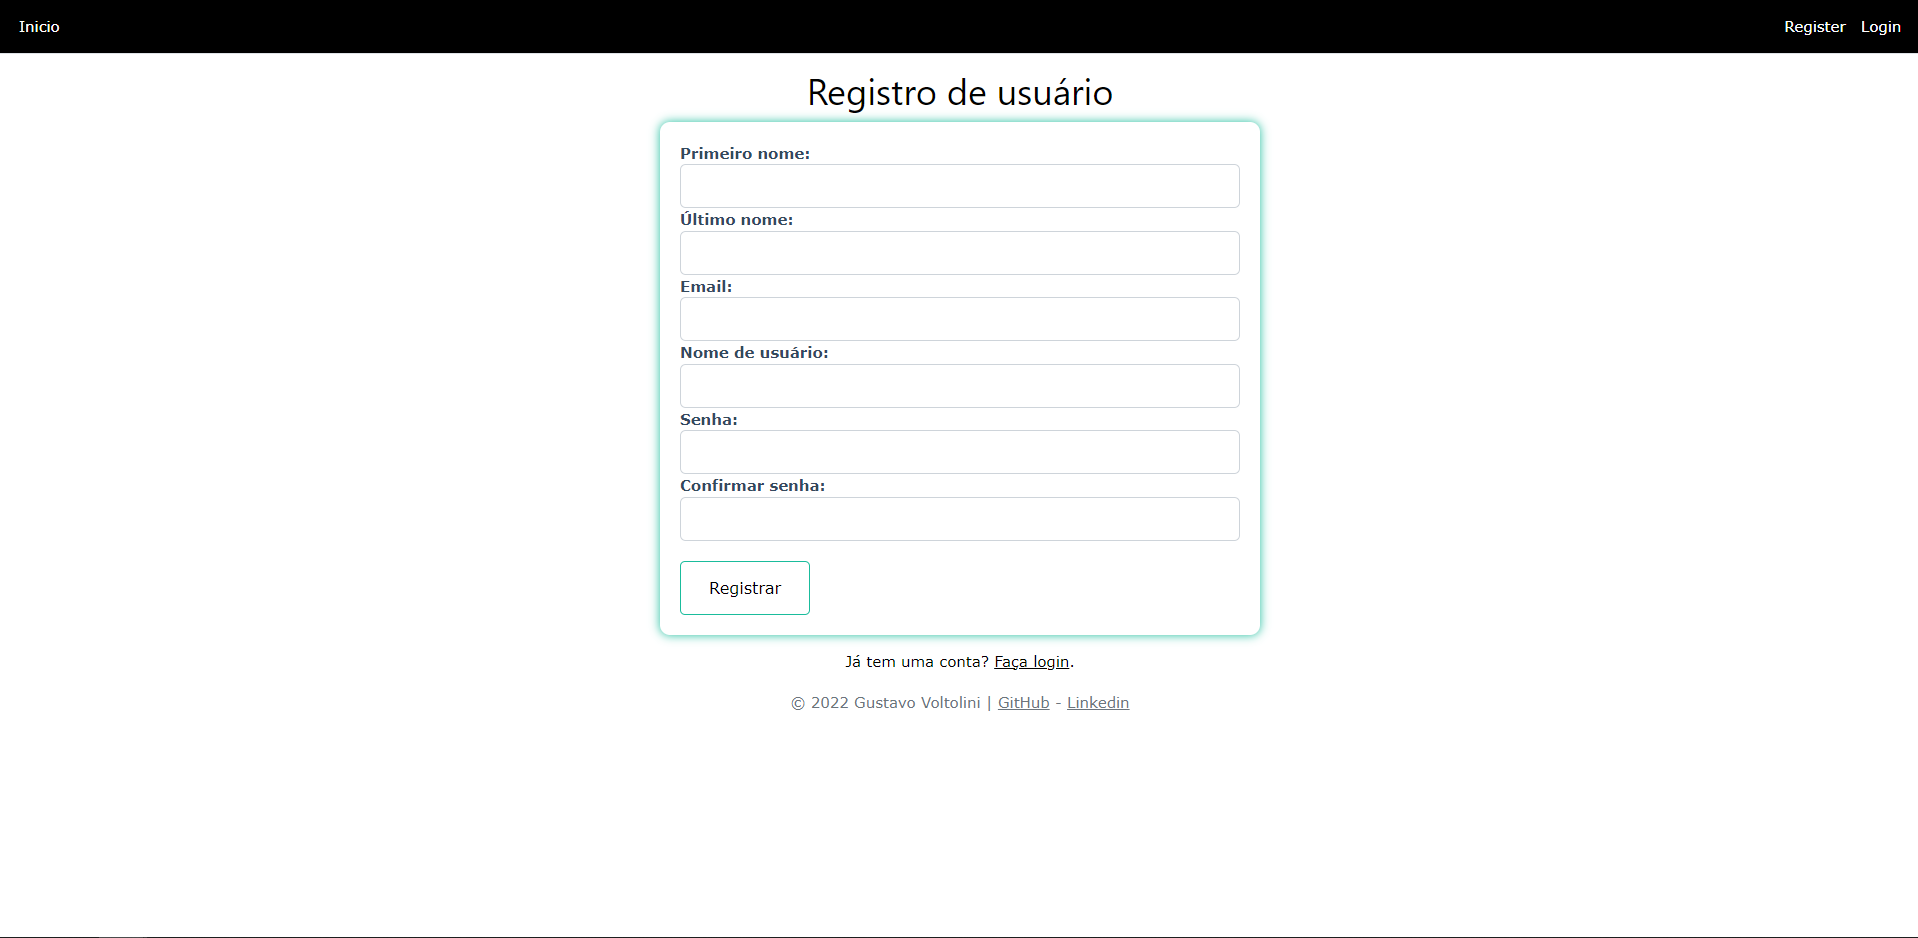 Inicio Register Login
Registro de usuário
Primeiro nome:
Último nome:
Email:
Nome de usuário:
Senha:
Confirmar senha:
Registrar
Já tem uma conta? Faça login.
© 2022 Gustavo Voltolini | GitHub - Linkedin